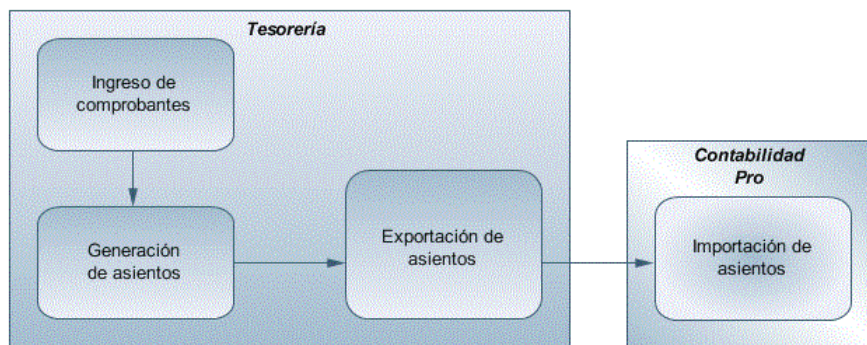 Tesorería
Ingreso de
comprobantes
Generación
de asientos
Exportación de
asientos
Contabilidad
Pro
Importación de
asientos